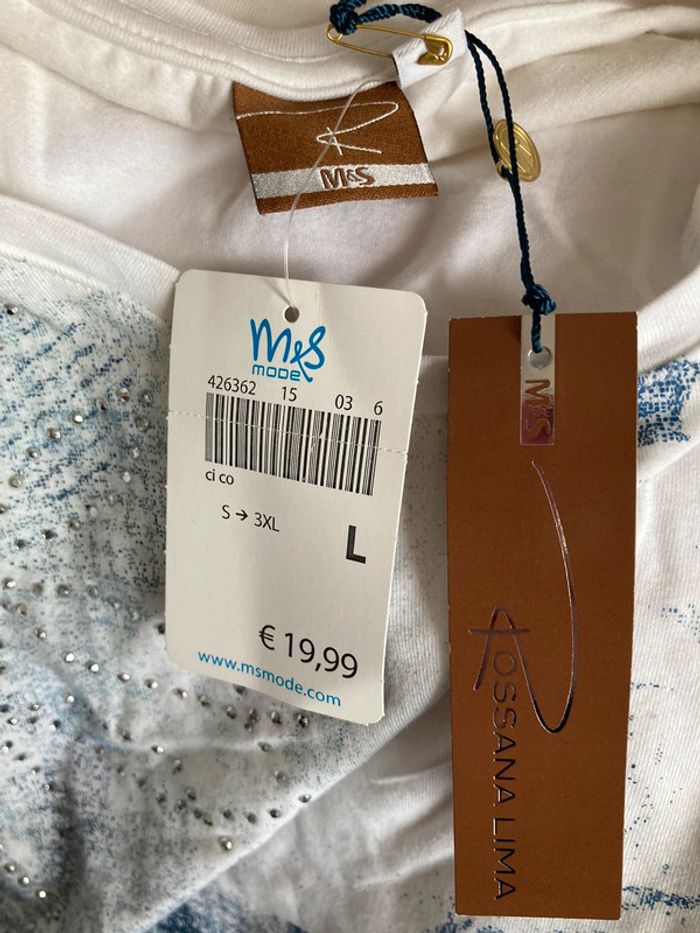 R
M&S
M&S
mode
426362 15 03 6
ci co
S → 3XL
L
€ 19,99
www.msmode.com
M&S
ROSSANA LIMA